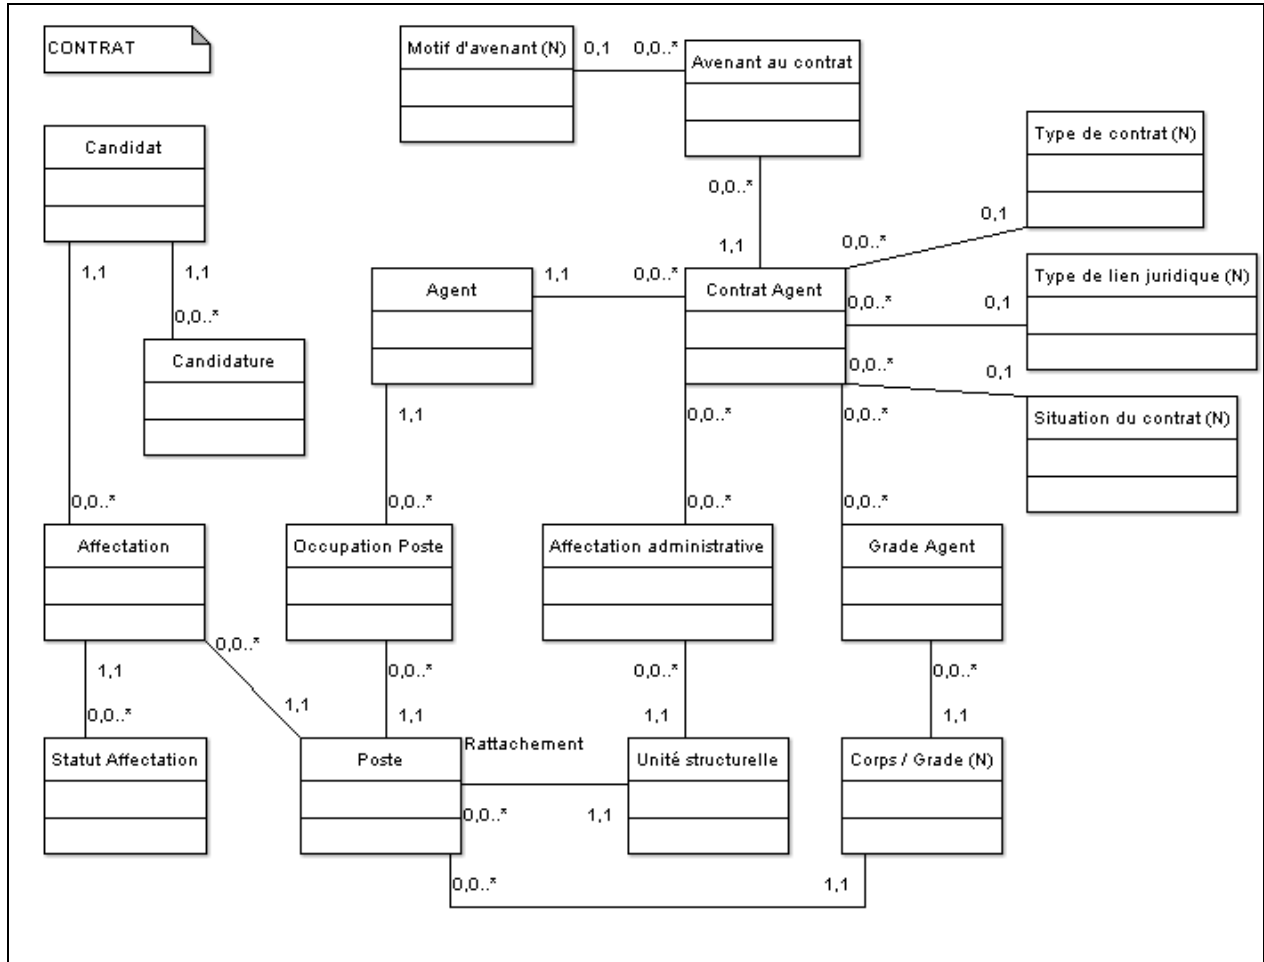 CONTRAT
Motif d'avenant (N)
0,1
0,0..*
Avenant au contrat
Candidat
Type de contrat (N)
0,0..*
0,1
1,1
0,0..*
1,1
1,1
1,1
0,0..*
Agent
Contrat Agent
Type de lien juridique (N)
0,0..*
0,1
0,0..*
Candidature
0,0..*
0,1
1,1
0,0..*
0,0..*
Situation du contrat (N)
0,0..*
0,0..*
0,0..*
0,0..*
Affectation
Occupation Poste
Affectation administrative
Grade Agent
0,0..*
1,1
0,0..*
0,0..*
0,0..*
1,1
0,0..*
1,1
1,1
1,1
Rattachement
Statut Affectation
Poste
Unité structurelle
Corps / Grade (N)
0,0..*
1,1
0,0..*
1,1